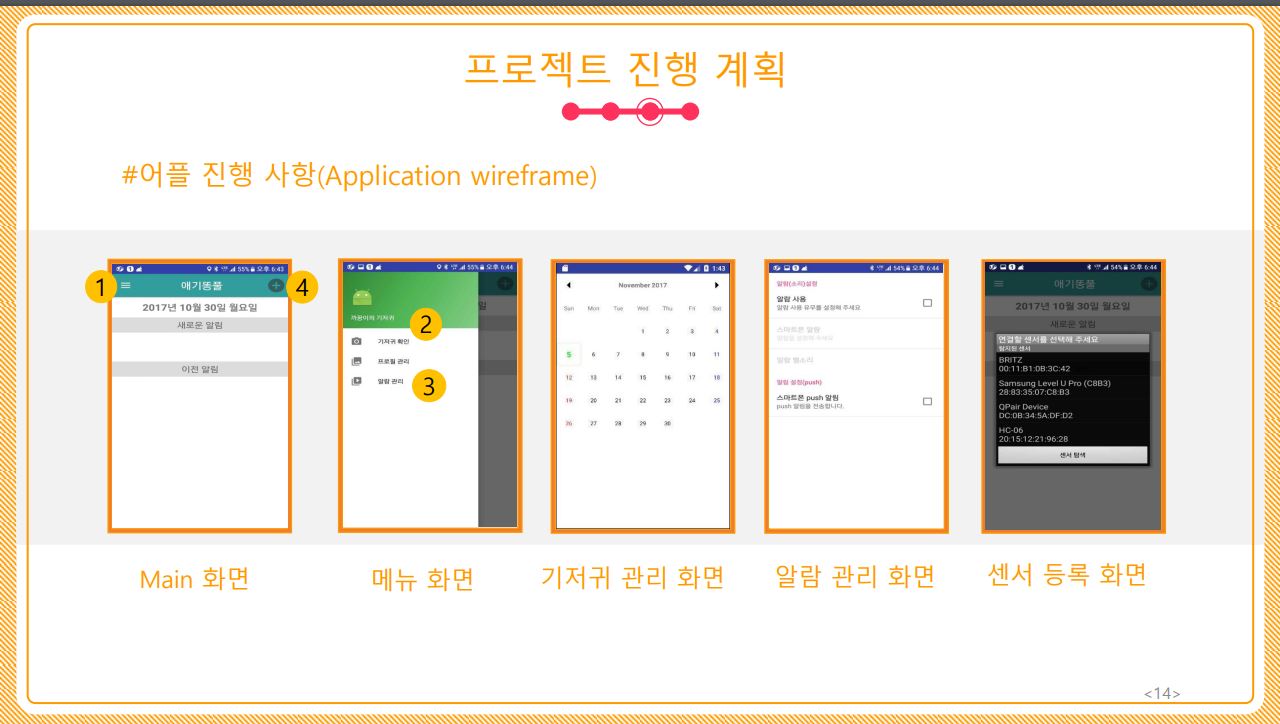 프로젝트 진행 계획
#어플 진행 사항(Application wireframe)
1
4
55% 오후 6:43
애기똥풀
2017년 10월 30일 월요일
새로운 알림
이전 알림
Main 화면
55% 오후 6:44
까꿍이의 기저귀
2
기저귀 확인
프로필 관리
알람 관리
3
일
메뉴 화면
1:43
November 2017
Sun Mon Tue Wed Thu Fri Sat
1 2 3 4
5 6 7 8 9 10 11
12 13 14 15 16 17 18
19 20 21 22 23 24 25
26 27 28 29 30
기저귀 관리 화면
54% 오후 6:44
알람(소리)설정
알람 사용
알람 사용 유무를 설정해 주세요
스마트폰 알람
알람을 설정해 주세요
알람 벨소리
알림 설정(push)
스마트폰 push 알림
push 알림을 전송합니다.
알람 관리 화면
54% 오후 6:44
애기똥풀
2017년 10월 30일 월요일
새로운 알림
연결할 센서를 선택해 주세요
탐지된 센서
BRITZ
00:11:B1:0B:3C:42
Samsung Level U Pro (C8B3)
28:83:35:07:C8:B3
QPair Device
DC:0B:34:5A:DF:D2
HC-06
20:15:12:21:96:28
센서 탐색
센서 등록 화면
<14>